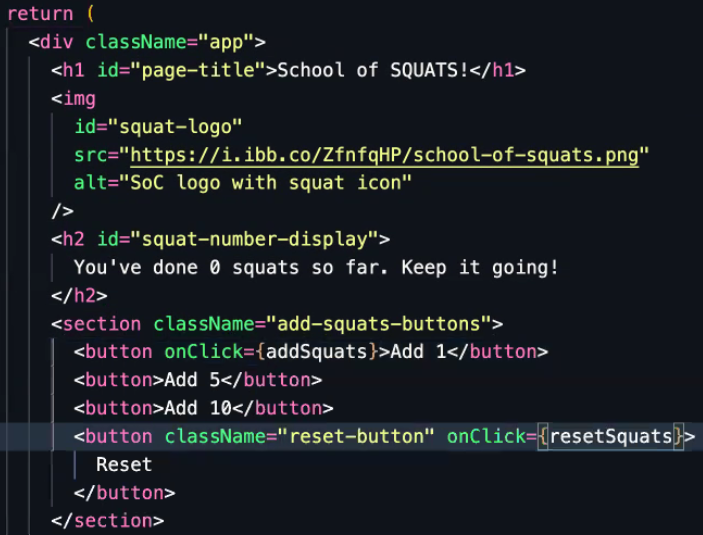 return (
<div className="app">
<h1 id="page-title">School of SQUATS!</h1>
<img
id="squat-logo"
src="https://i.ibb.co/ZfnfqHP/school-of-squats.png"
alt="SoC logo with squat icon"
/>
<h2 id="squat-number-display">
You've done 0 squats so far. Keep it going!
</h2>
<section className="add-squats-buttons">
<button onClick={addSquats}>Add 1</button>
<button>Add 5</button>
<button>Add 10</button>
<button className="reset-button" onClick={resetSquats}>
Reset
</button>
</section>